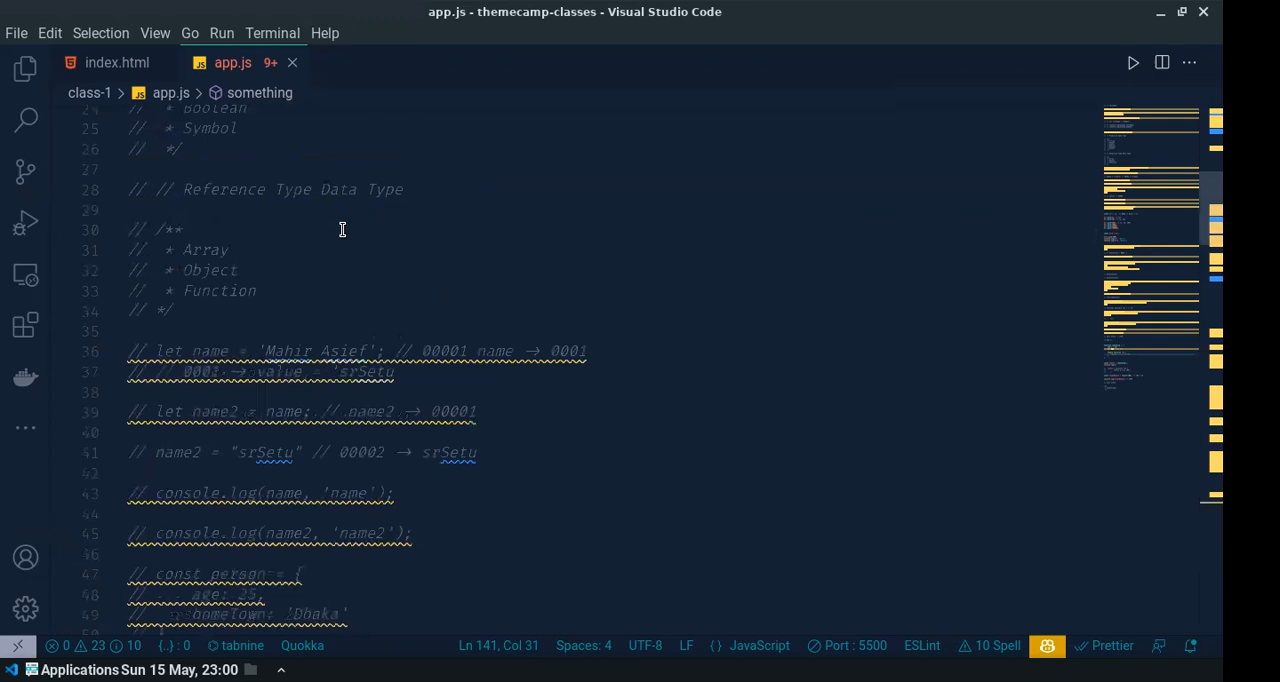 app.js - themecamp-classes - Visual Studio Code
File Edit Selection View Go Run Terminal Help
index.html
JS app.js 9+
class-1 > JS app.js > something
24 // * Boolean
25 // * Symbol
26 // */
27
28 // // Reference Type Data Type
29
30 // /**
31 // * Array
32 // * Object
33 // * Function
34 // */
35
36 // let name = 'Mahir Asief'; // 00001 name → 0001
37 // // 0001 → value = 'srSetu
38
39 // let name2 = name; // name2 → 00001
40
41 // name2 = "srSetu" // 00002 → srSetu
42
43 // console.log(name, 'name');
44
45 // console.log(name2, 'name2');
46
47 // const person = {
48 // age: 25,
49 // homeTown: 'Dhaka'
50 // }
0 23 10 {..} : 0 tabnine Quokka Ln 141, Col 31 Spaces: 4 UTF-8 LF {} JavaScript Port : 5500 ESLint 10 Spell Prettier
Applications Sun 15 May, 23:00